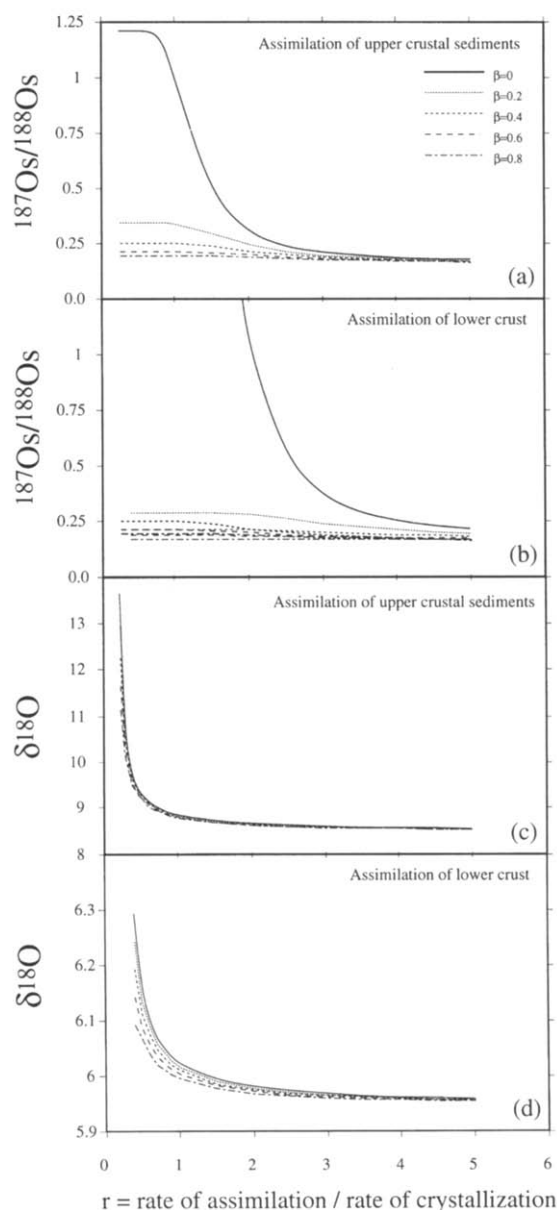 1.25
Assimilation of upper crustal sediments
β=0
β=0.2
β=0.4
β=0.6
β=0.8
1
0.75
0.5
0.25
0.0
187Os/188Os
(a)
Assimilation of lower crust
1
0.75
0.5
0.25
0.0
187Os/188Os
(b)
Assimilation of upper crustal sediments
13
12
11
10
9
8
δ18O
(c)
Assimilation of lower crust
6.3
6.2
6.1
6
5.9
δ18O
(d)
0 1 2 3 4 5 6
r = rate of assimilation / rate of crystallization